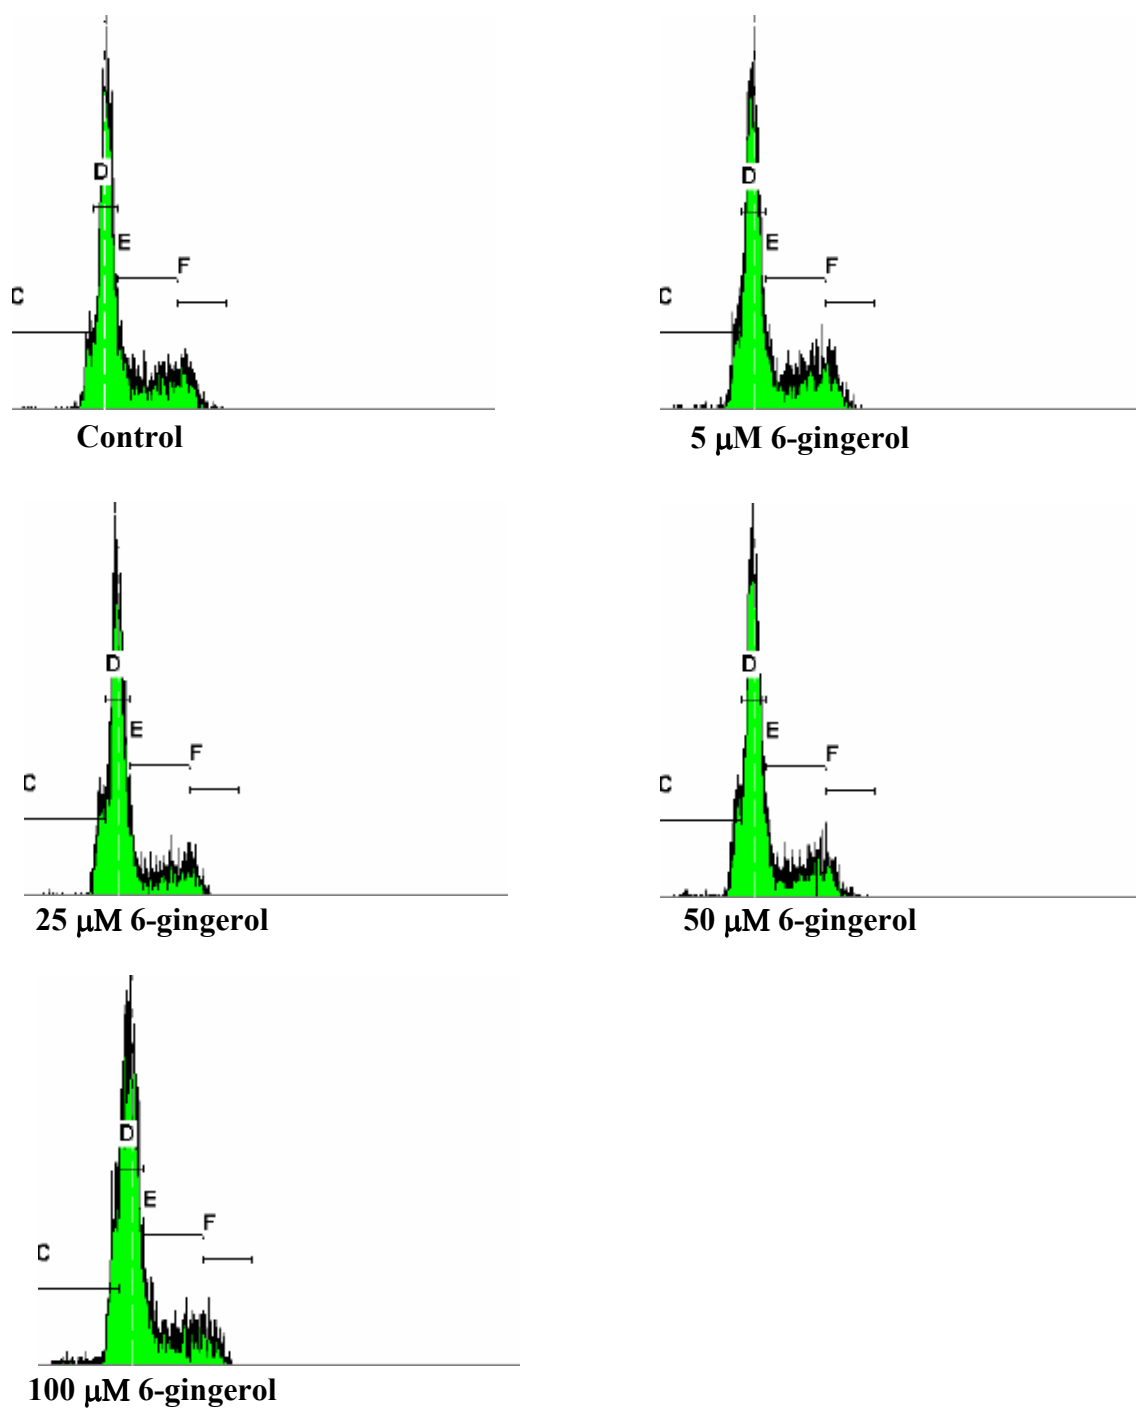 D
E
F
C
Control
D
E
F
C
5 μM 6-gingerol
D
E
F
C
25 μM 6-gingerol
D
E
F
C
50 μM 6-gingerol
D
E
F
C
100 μM 6-gingerol